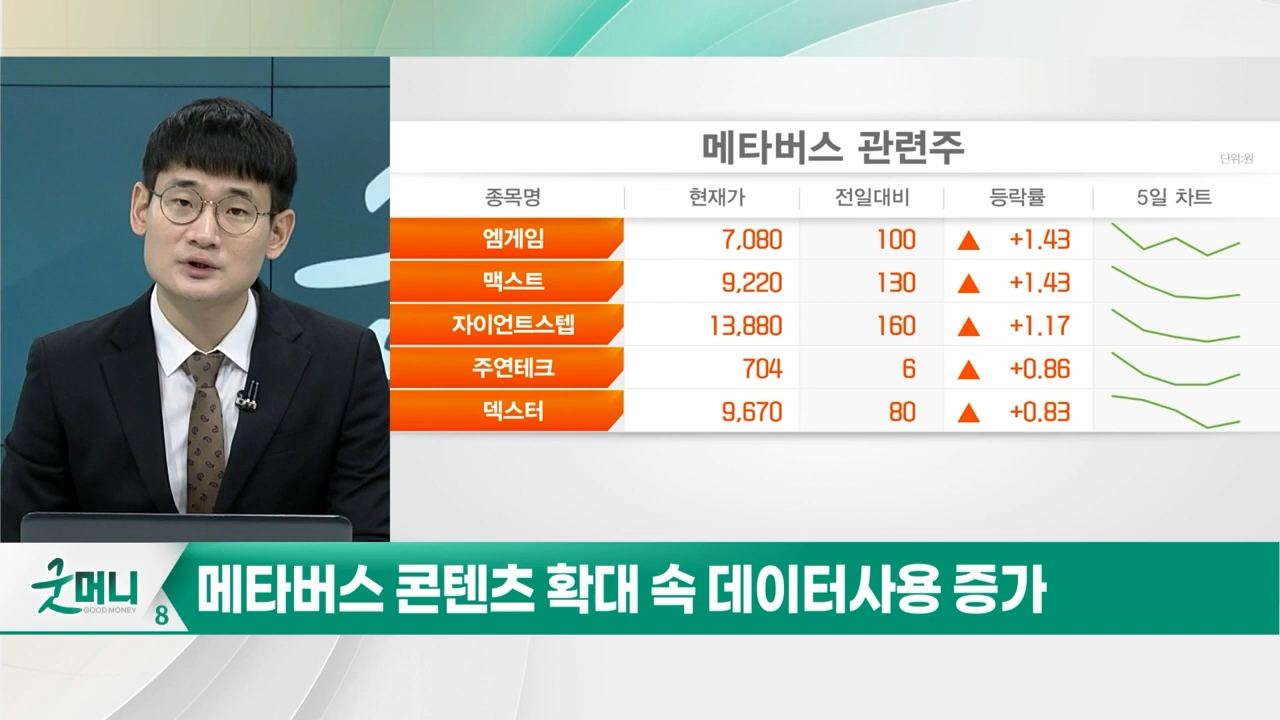 메타버스 관련주
단위:원
종목명 현재가 전일대비 등락률 5일 차트
엠게임 7,080 100 ▲ +1.43
맥스트 9,220 130 ▲ +1.43
자이언트스텝 13,880 160 ▲ +1.17
주연테크 704 6 ▲ +0.86
덱스터 9,670 80 ▲ +0.83
굿머니
GOOD MONEY
8
메타버스 콘텐츠 확대 속 데이터사용 증가